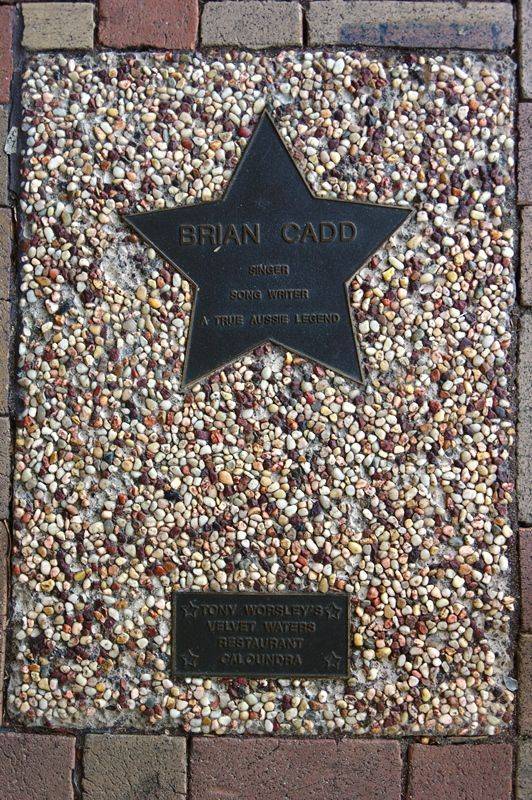 BRIAN CADD
SINGER
SONG WRITER
A TRUE AUSSIE LEGEND
TONY WORSLEY'S
VELVET WATERS
RESTAURANT
CALOUNDRA